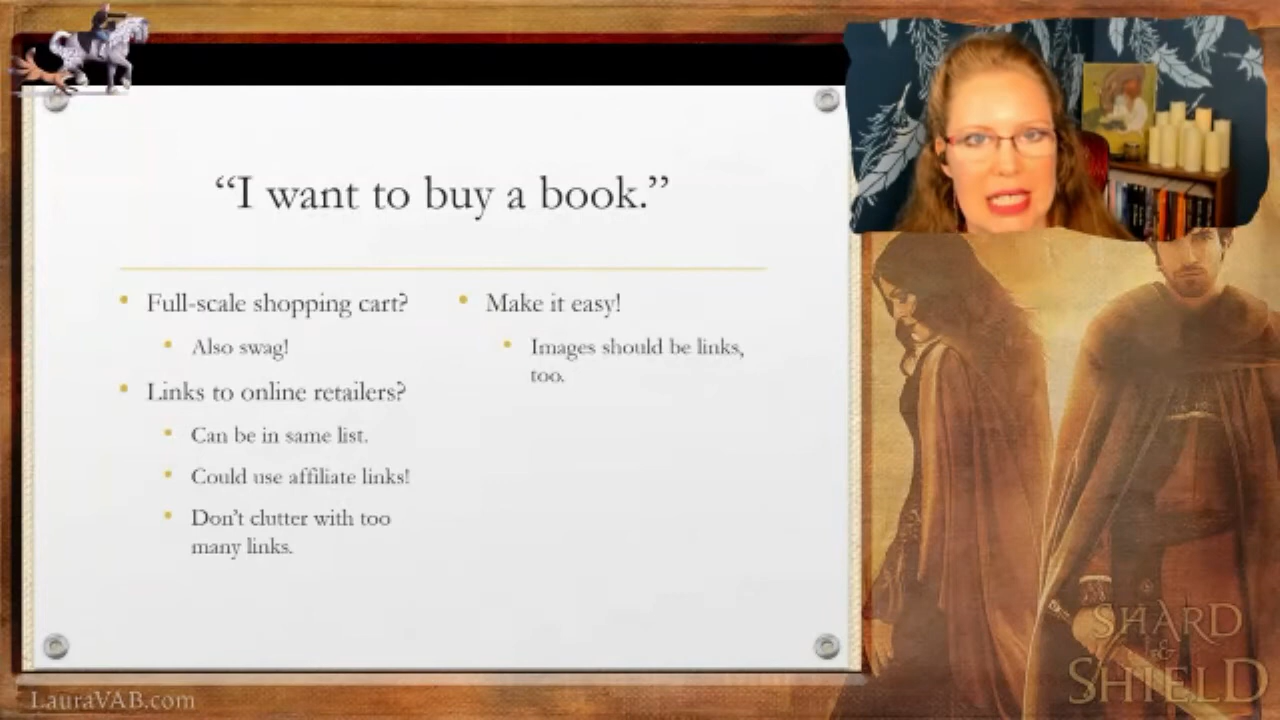 “I want to buy a book.”
• Full-scale shopping cart?
• Also swag!
• Links to online retailers?
• Can be in same list.
• Could use affiliate links!
• Don’t clutter with too
many links.
• Make it easy!
• Images should be links,
too.
SHARD
&
SHIELD
LauraVAB.com